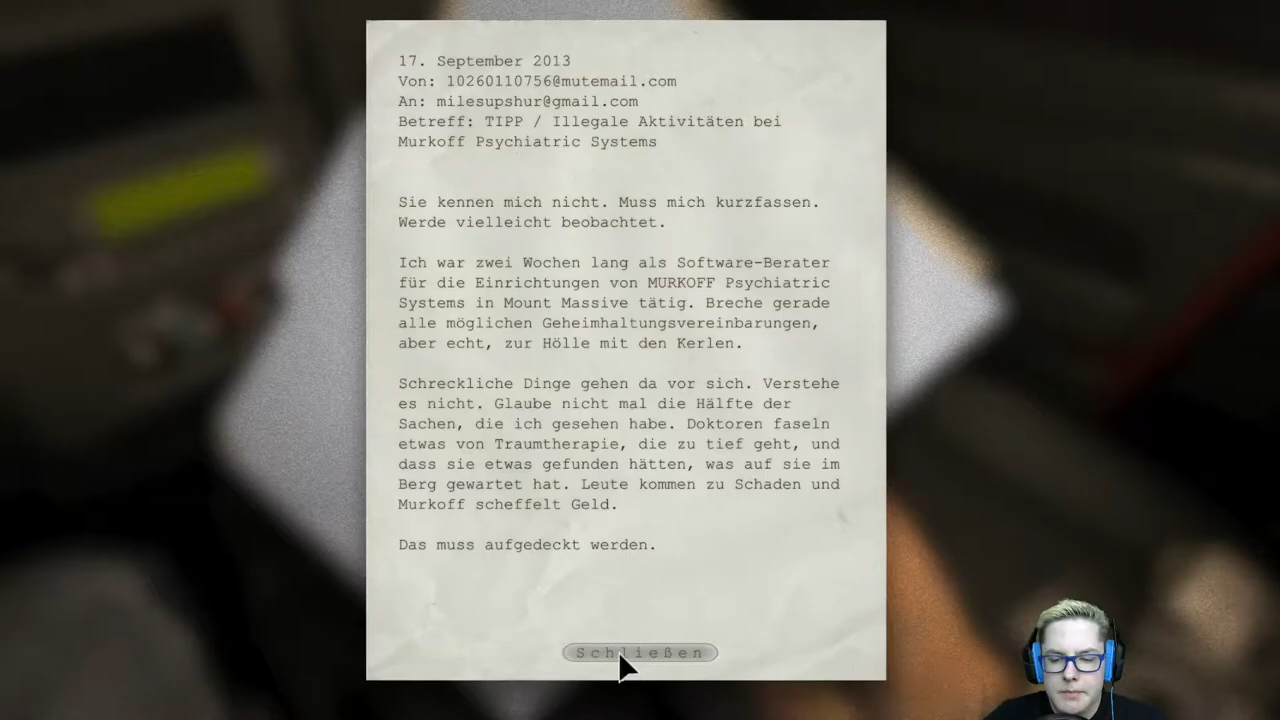 17. September 2013
Von: 10260110756@mutemail.com
An: milesupshur@gmail.com
Betreff: TIPP / Illegale Aktivitäten bei
Murkoff Psychiatric Systems
Sie kennen mich nicht. Muss mich kurzfassen.
Werde vielleicht beobachtet.
Ich war zwei Wochen lang als Software-Berater
für die Einrichtungen von MURKOFF Psychiatric
Systems in Mount Massive tätig. Breche gerade
alle möglichen Geheimhaltungsvereinbarungen,
aber echt, zur Hölle mit den Kerlen.
Schreckliche Dinge gehen da vor sich. Verstehe
es nicht. Glaube nicht mal die Hälfte der
Sachen, die ich gesehen habe. Doktoren faseln
etwas von Traumtherapie, die zu tief geht, und
dass sie etwas gefunden hätten, was auf sie im
Berg gewartet hat. Leute kommen zu Schaden und
Murkoff scheffelt Geld.
Das muss aufgedeckt werden.
Schließen